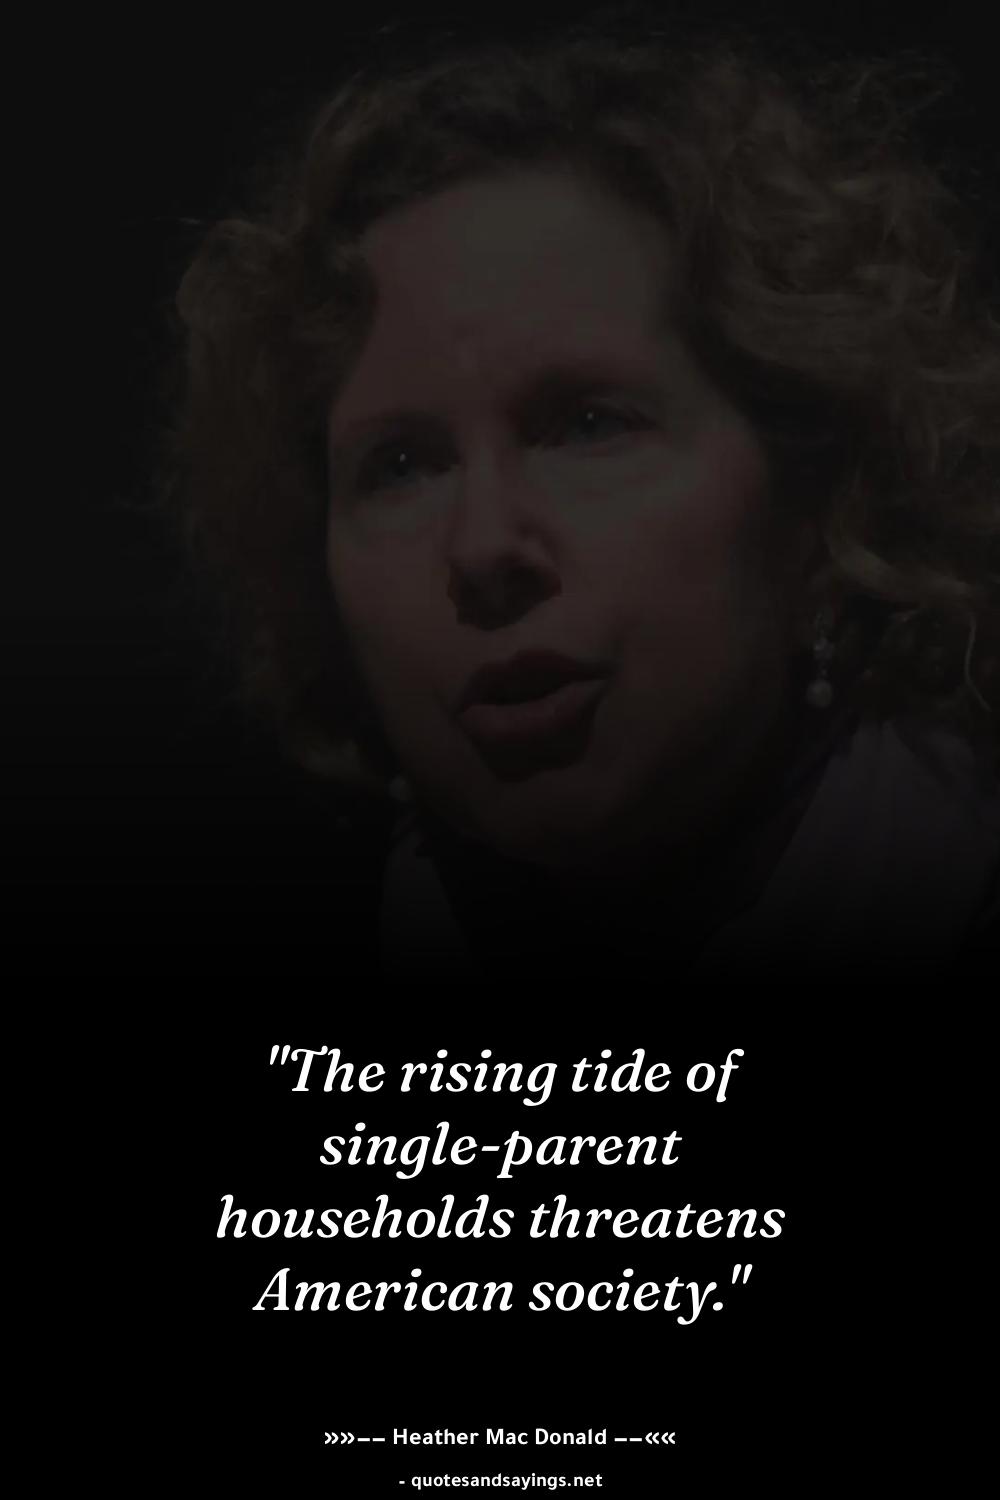 "The rising tide of
single-parent
households threatens
American society."
»»–– Heather Mac Donald ––««
- quotesandsayings.net